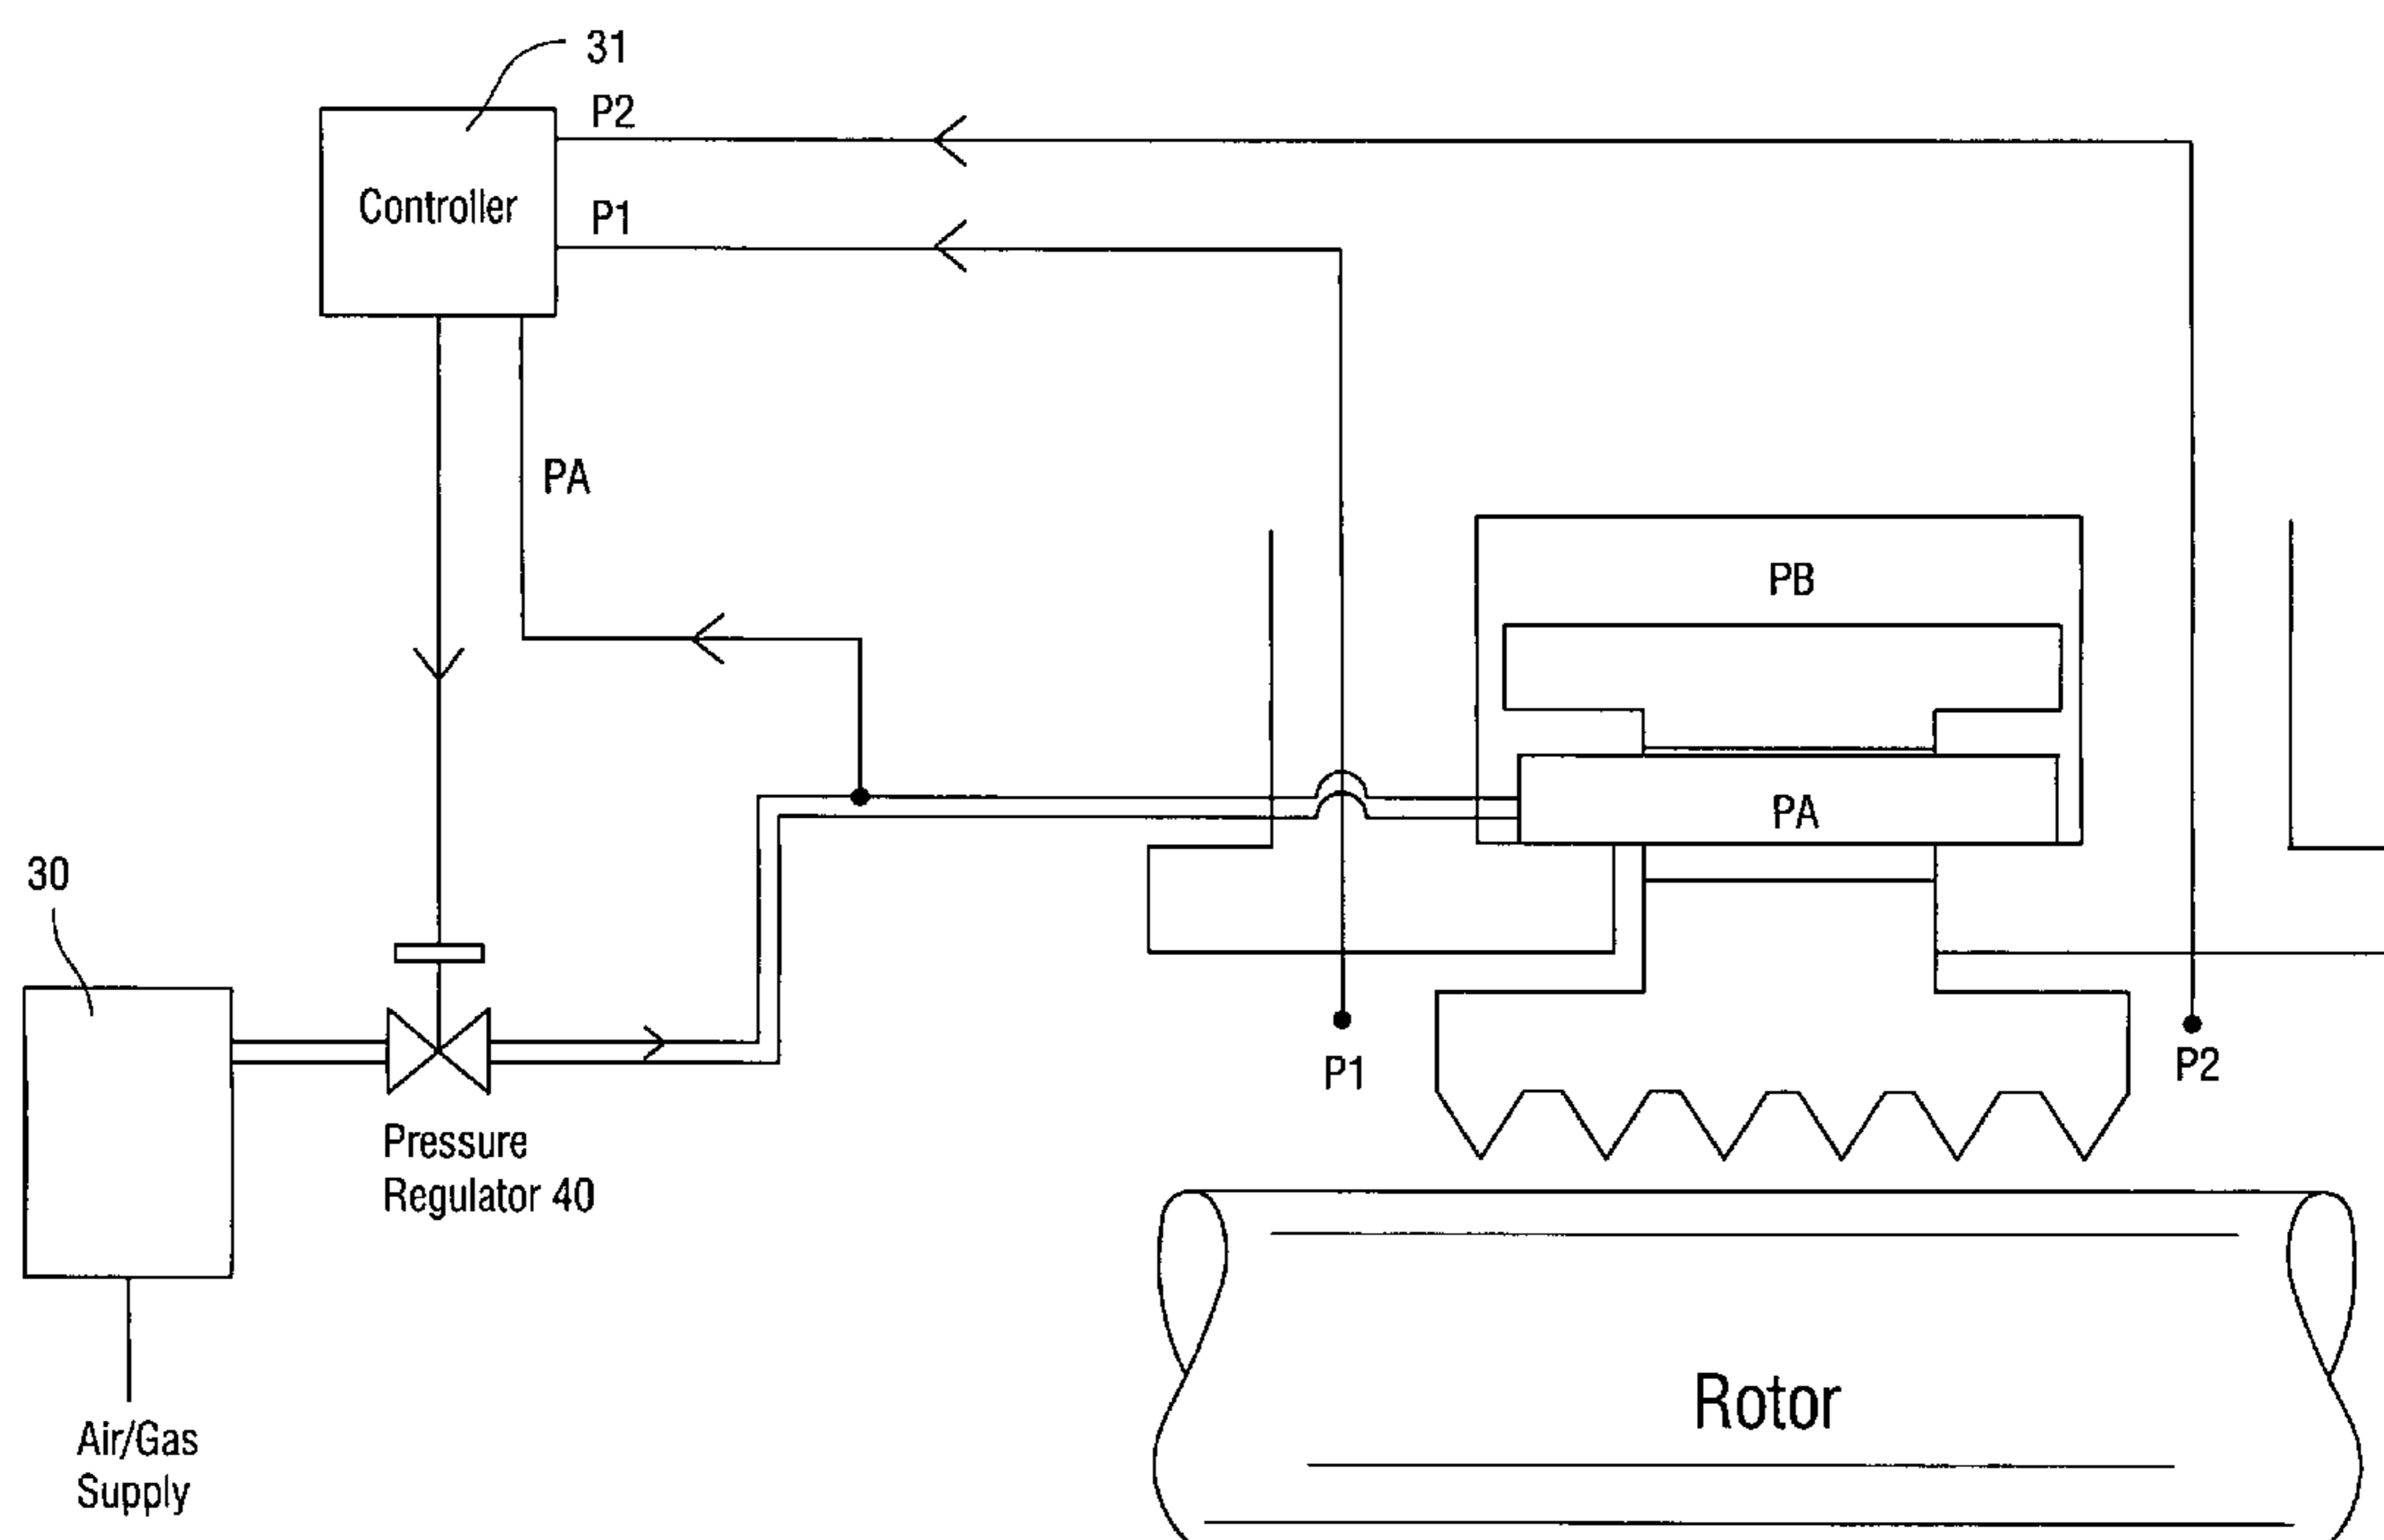 31
P2
Controller
P1
PA
PB
PA
30
P1
P2
Pressure
Regulator 40
Rotor
Air/Gas
Supply